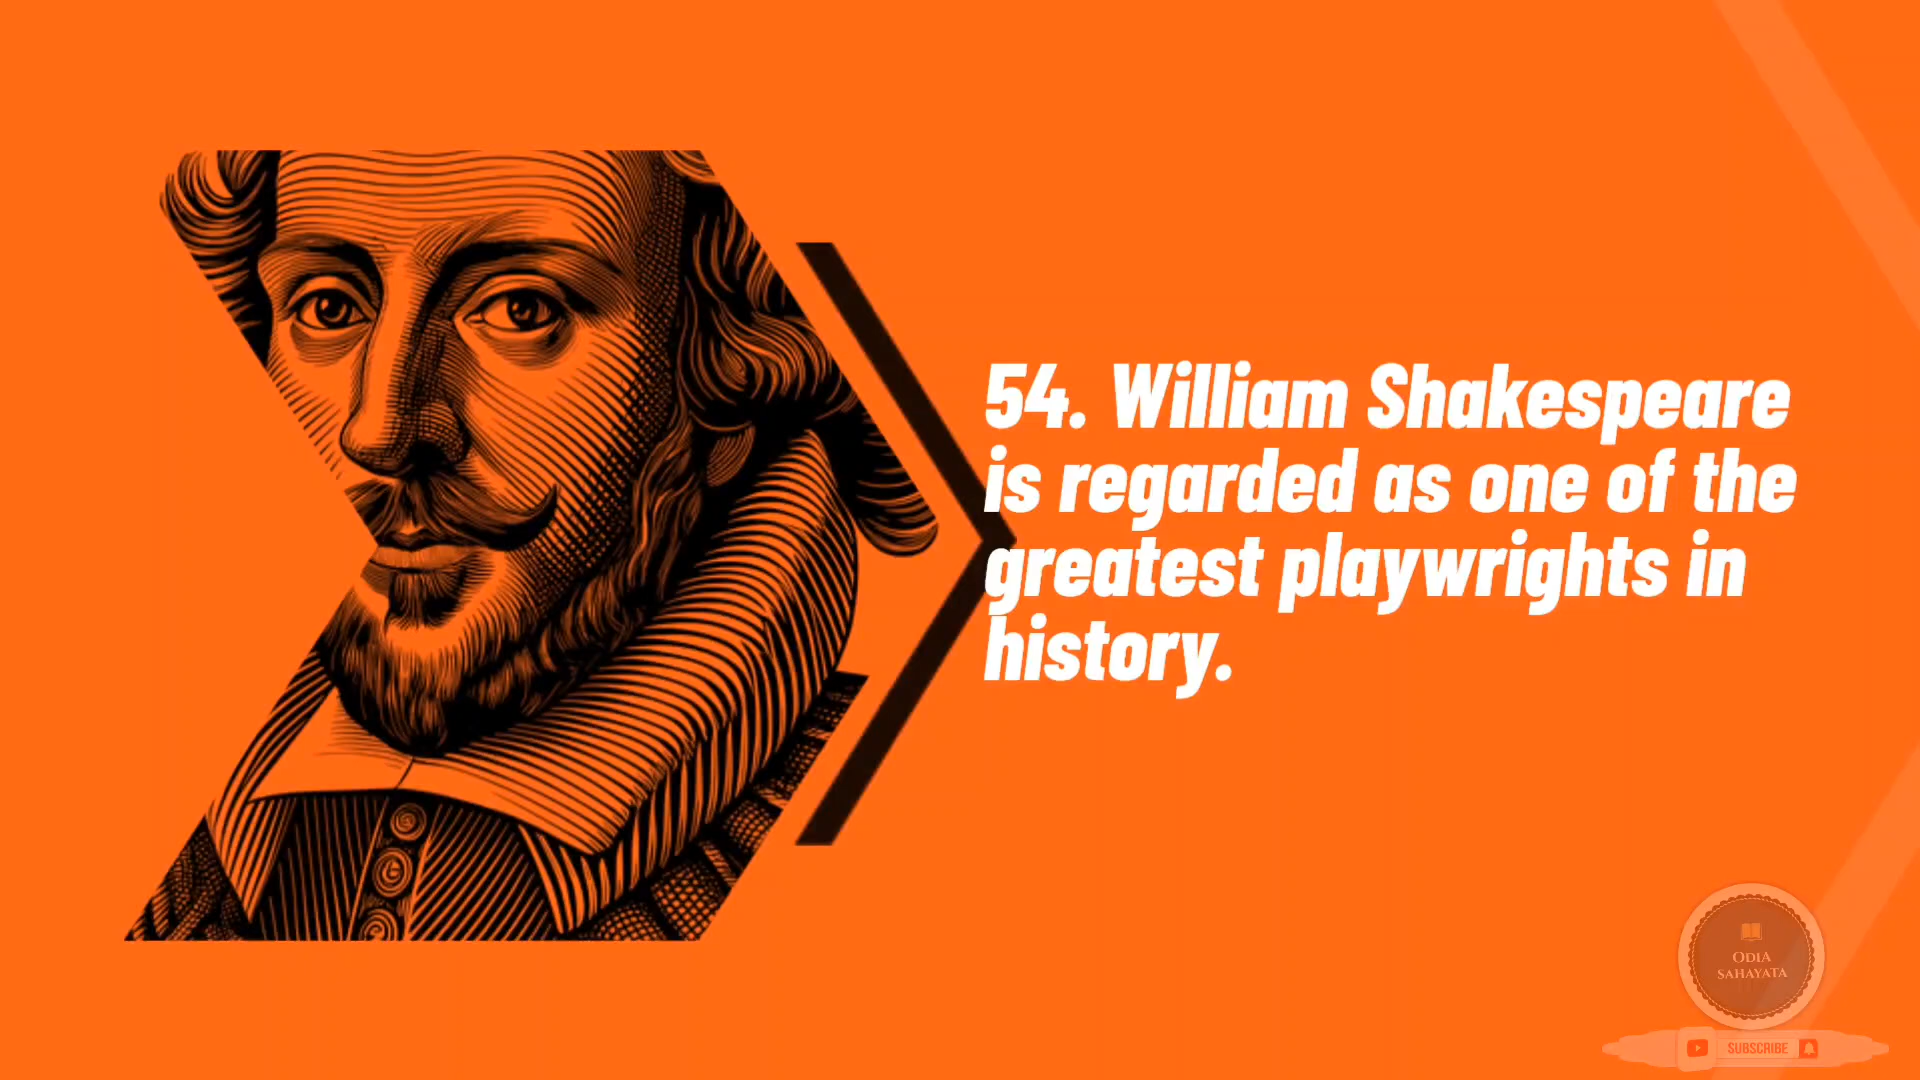 54. William Shakespeare
is regarded as one of the
greatest playwrights in
history.
ODIA
SAHAYATA
SUBSCRIBE